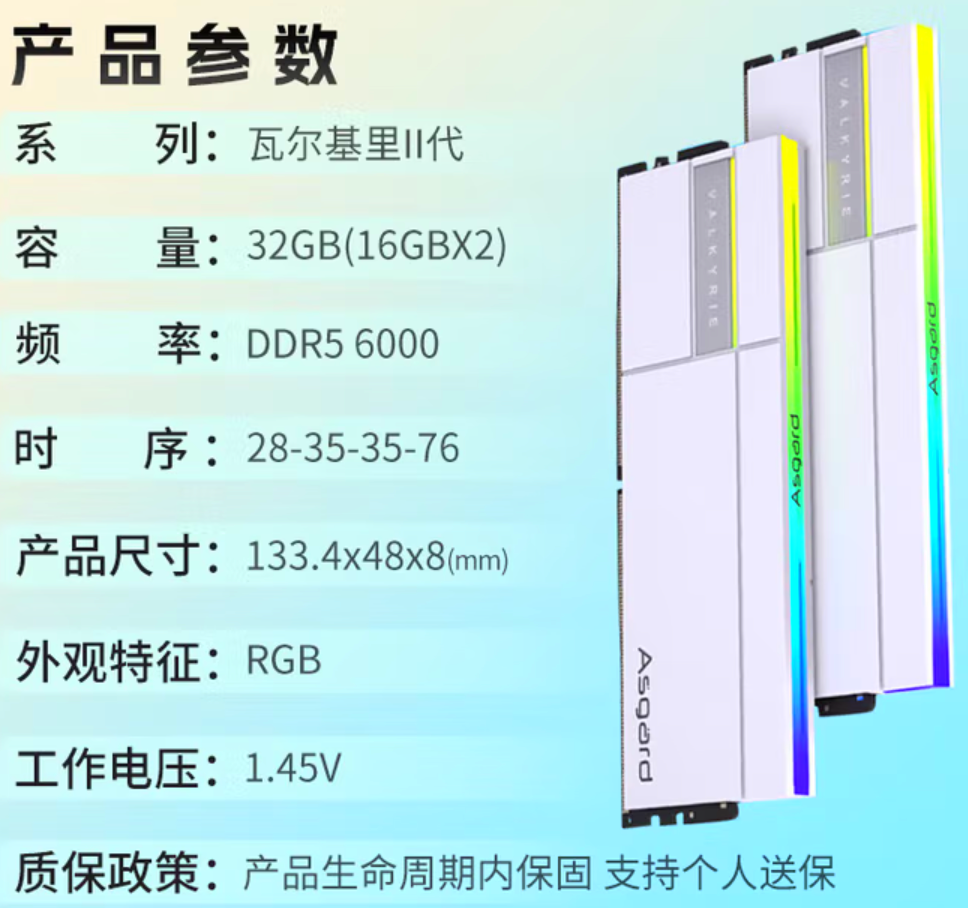 产品参数
系列：瓦尔基里II代
容量：32GB(16GBX2)
频率：DDR5 6000
时序：28-35-35-76
产品尺寸：133.4x48x8(mm)
外观特征：RGB
工作电压：1.45V
质保政策：产品生命周期内保固 支持个人送保
VALKYRIE
Asgard
Asgard
VALKYRIE
Asgard